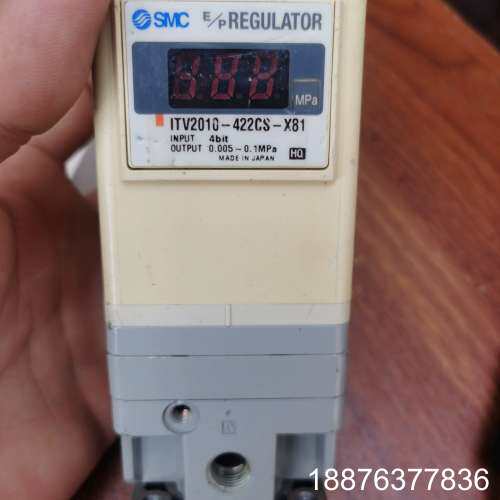 SMC E/P REGULATOR
MPa
ITV2010-422CS-X81
INPUT 4bit
OUTPUT 0.005-0.1MPa
MADE IN JAPAN HQ
18876377836